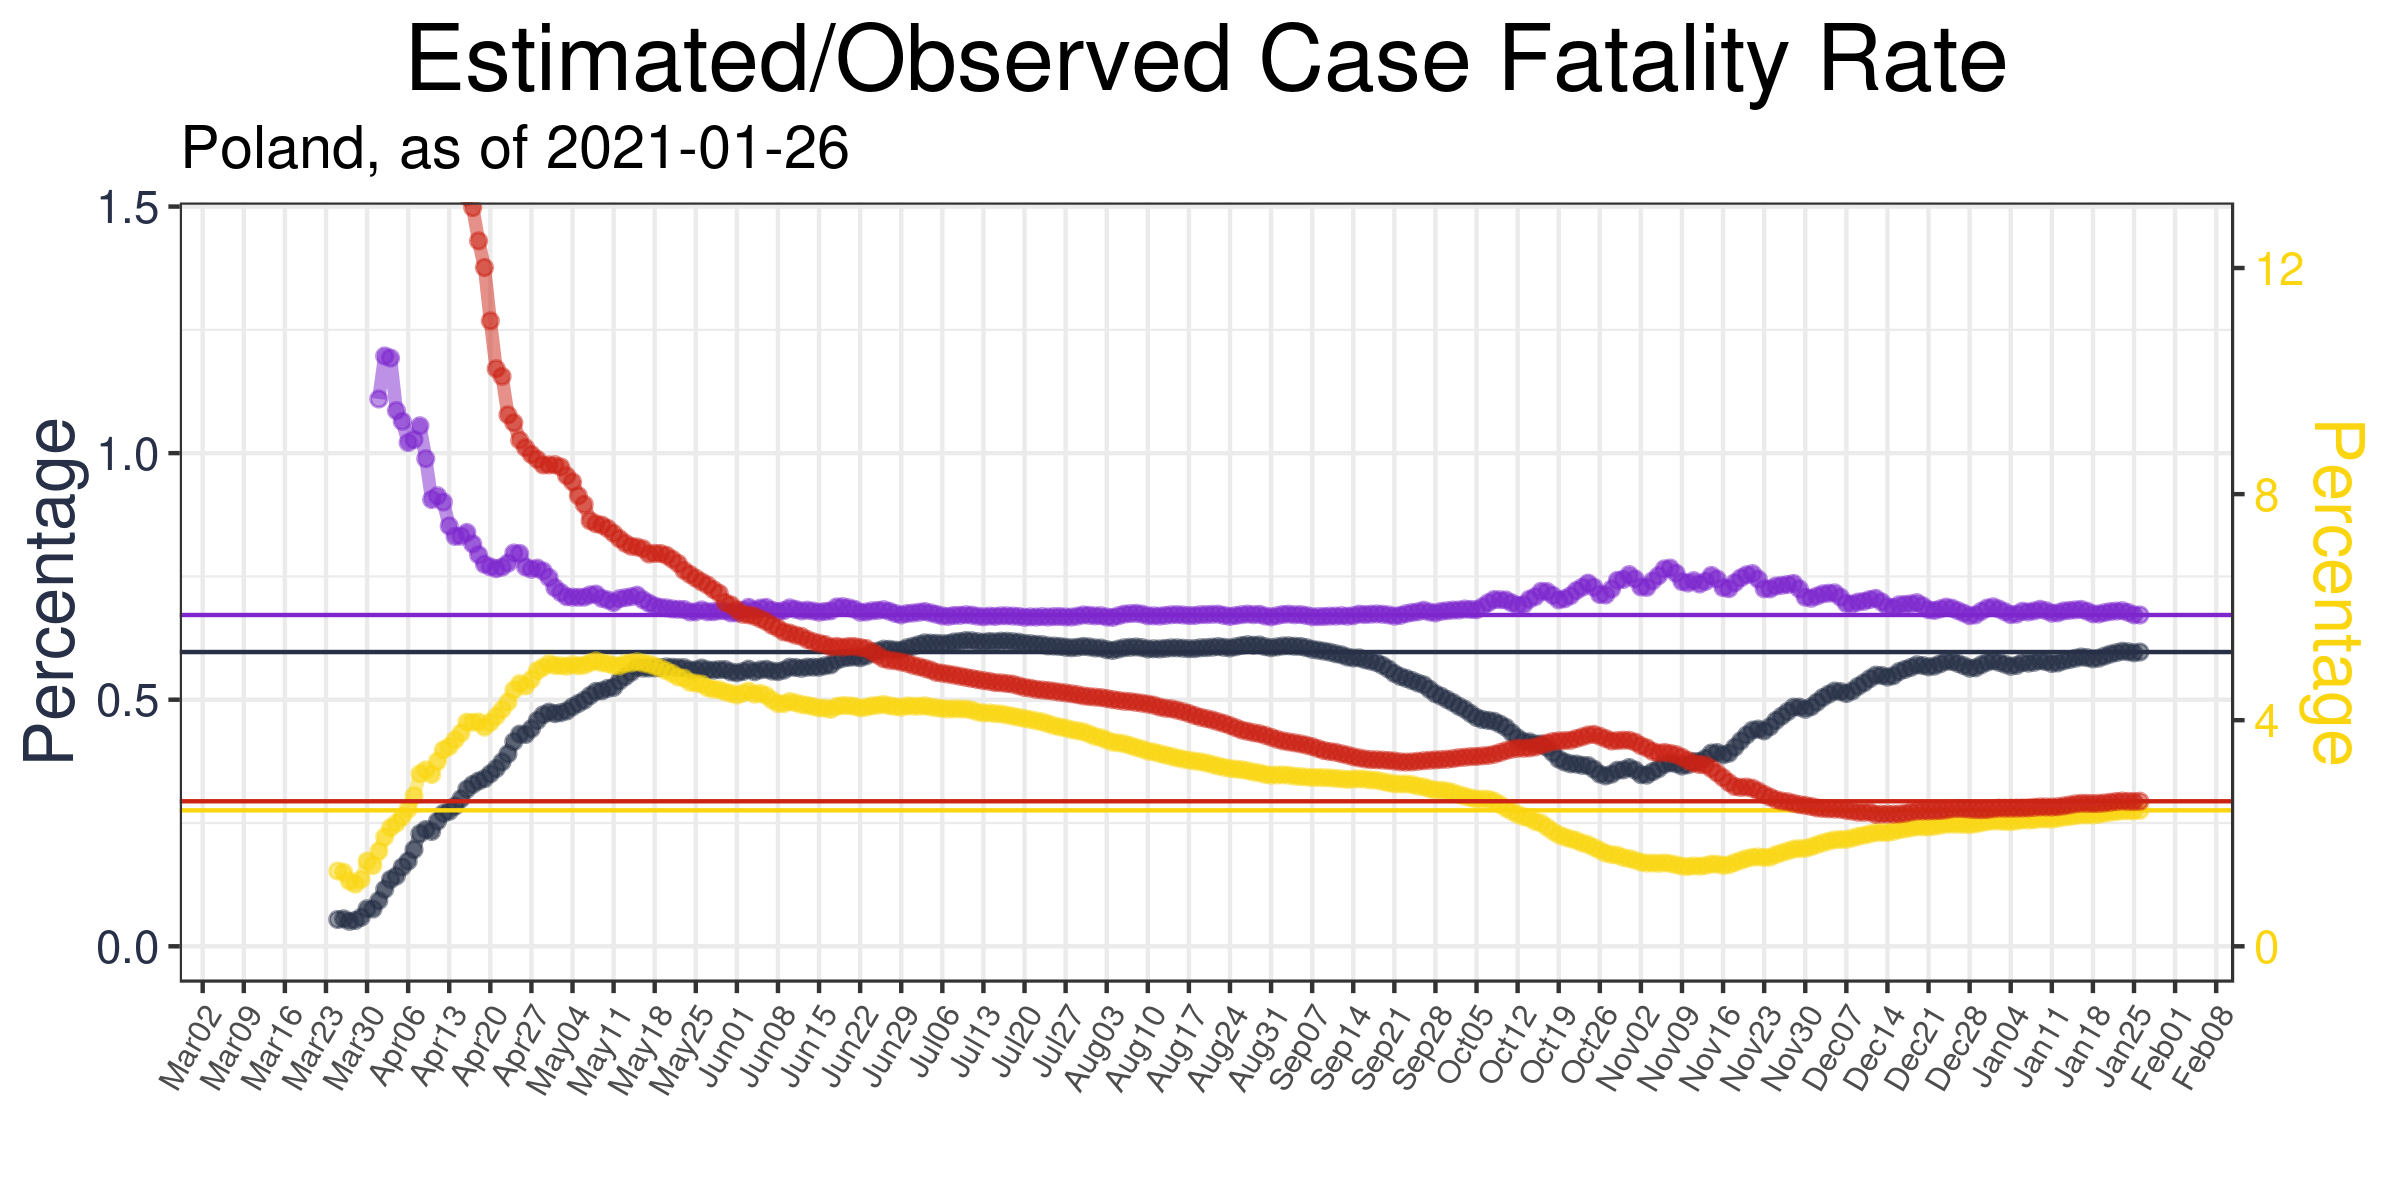 Estimated/Observed Case Fatality Rate
Poland, as of 2021-01-26
Percentage
1.5
1.0
0.5
0.0
12
8
4
0
Percentage
Mar02
Mar09
Mar16
Mar23
Mar30
Apr06
Apr13
Apr20
Apr27
May04
May11
May18
May25
Jun01
Jun08
Jun15
Jun22
Jun29
Jul06
Jul13
Jul20
Jul27
Aug03
Aug10
Aug17
Aug24
Aug31
Sep07
Sep14
Sep21
Sep28
Oct05
Oct12
Oct19
Oct26
Nov02
Nov09
Nov16
Nov23
Nov30
Dec07
Dec14
Dec21
Dec28
Jan04
Jan11
Jan18
Jan25
Feb01
Feb08